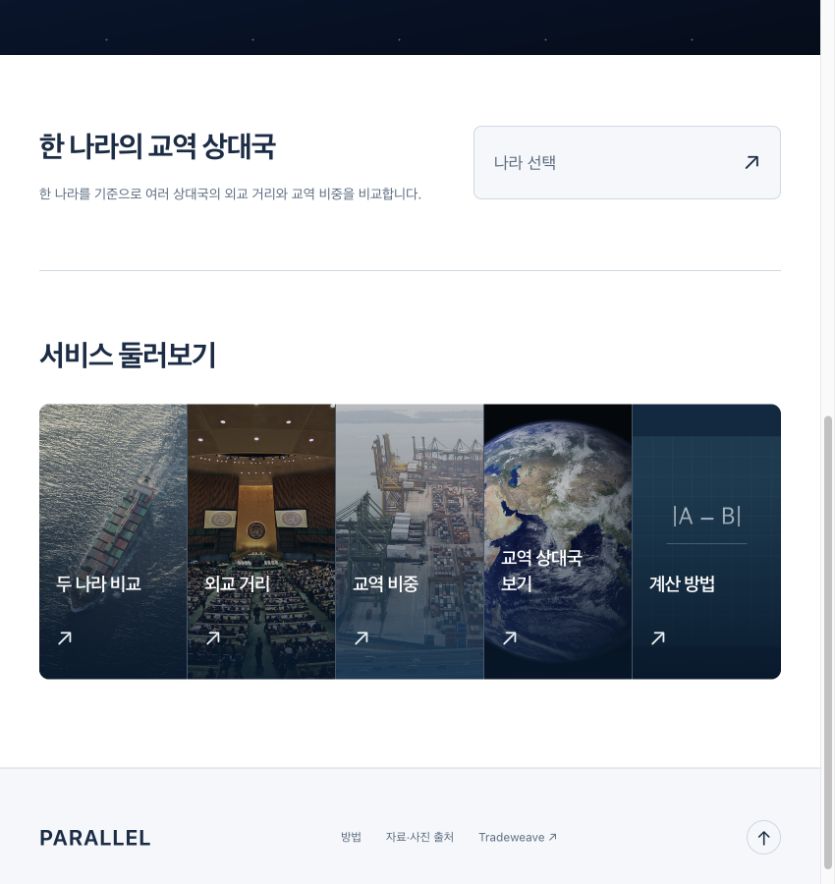 한 나라의 교역 상대국
한 나라를 기준으로 여러 상대국의 외교 거리와 교역 비중을 비교합니다.
나라 선택
서비스 둘러보기
두 나라 비교
외교 거리
교역 비중
교역 상대국
보기
|A – B|
계산 방법
PARALLEL
방법
자료·사진 출처
Tradeweave ↗